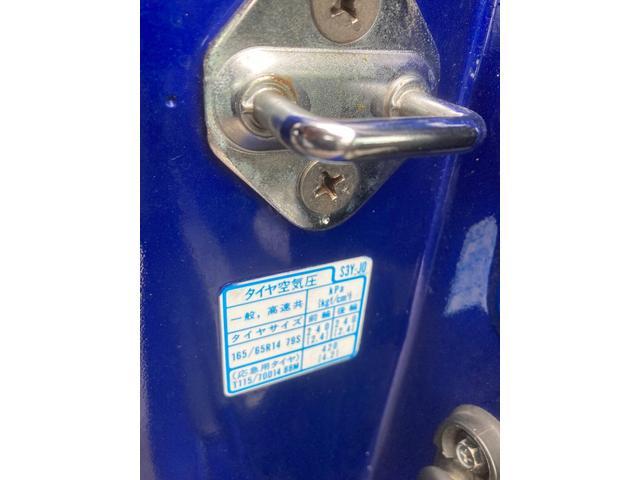 タイヤ空気圧 S3Y-J0
一般, 高速共 kPa
(kgf/cm²)
タイヤサイズ 前輪 後輪
165/65R14 79S 240 240
(2.4) (2.4)
(応急用タイヤ) 420
T115/70D14 88M (4.2)